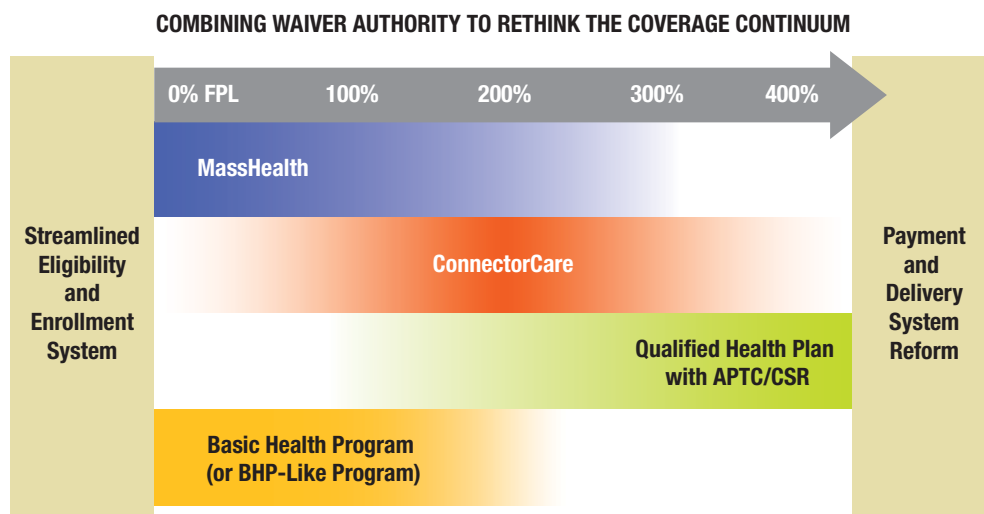 COMBINING WAIVER AUTHORITY TO RETHINK THE COVERAGE CONTINUUM
0% FPL 100% 200% 300% 400%
MassHealth
Streamlined
Eligibility
and
Enrollment
System
ConnectorCare
Payment
and
Delivery
System
Reform
Qualified Health Plan
with APTC/CSR
Basic Health Program
(or BHP-Like Program)